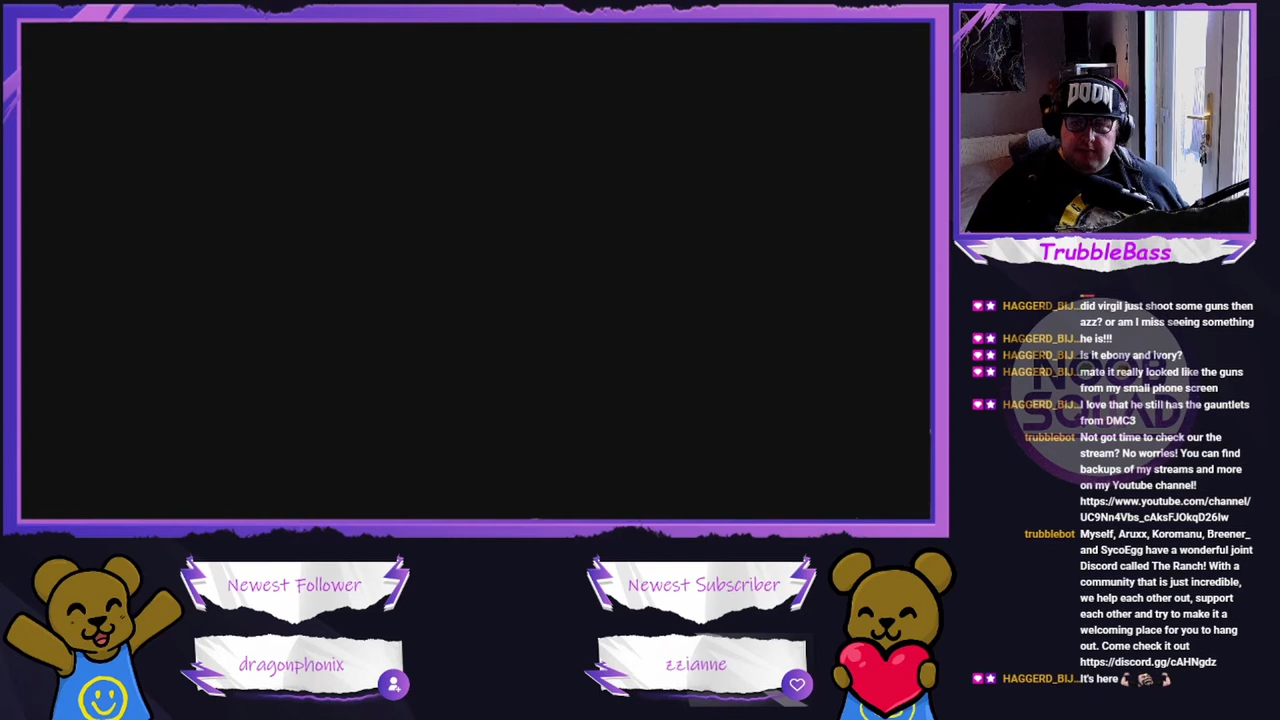 DOOM
TrubbleBass
HAGGERD_BIJ... did virgil just shoot some guns then
azz? or am I miss seeing something
HAGGERD_BIJ... he is!!!
HAGGERD_BIJ... Is it ebony and Ivory?
HAGGERD_BIJ... mate it really looked like the guns
from my small phone screen
HAGGERD_BIJ... I love that he still has the gauntlets
from DMC3
NOOB
SQUAD
trubblebot Not got time to check our the
stream? No worries! You can find
backups of my streams and more
on my Youtube channel!
https://www.youtube.com/channel/
UC9Nn4Vbs_cAksFJOkqD26Iw
trubblebot Myself, Aruxx, Koromanu, Breener_
and SycoEgg have a wonderful joint
Discord called The Ranch! With a
community that is just incredible,
we help each other out, support
each other and try to make it a
welcoming place for you to hang
out. Come check it out
https://discord.gg/cAHNgdz
HAGGERD_BIJ... It's here
Newest Follower
dragonphonix
Newest Subscriber
zzianne